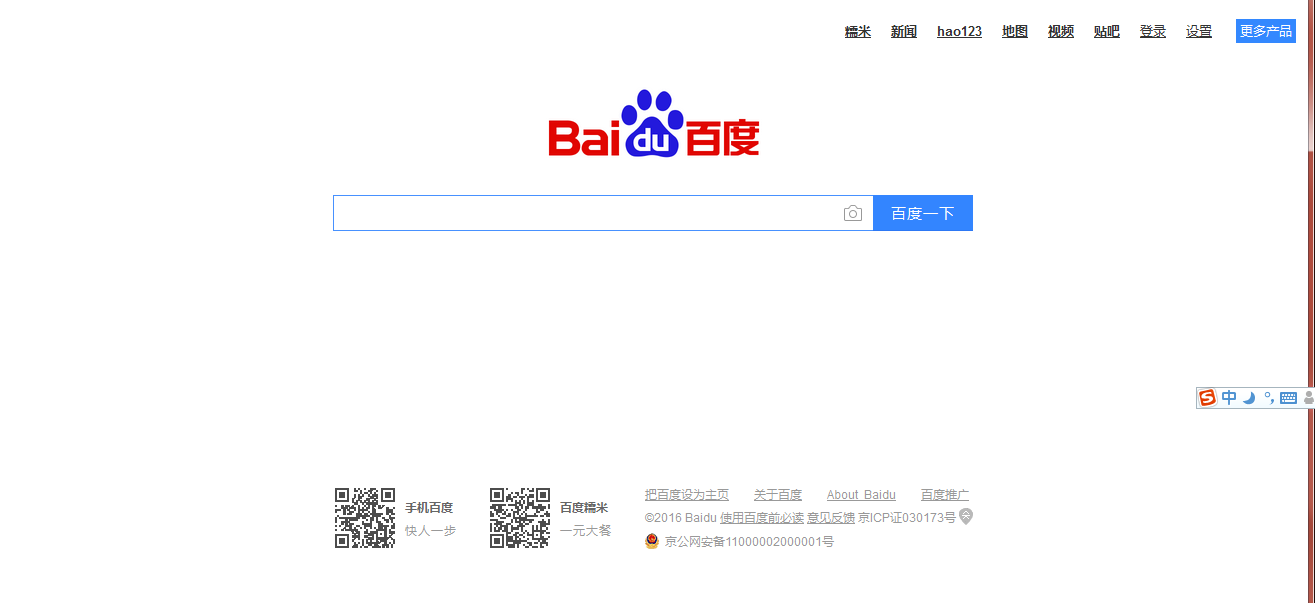 糯米 新闻 hao123 地图 视频 贴吧 登录 设置 更多产品
Bai du 百度
百度一下
中
手机百度
快人一步
百度糯米
一元大餐
把百度设为主页 关于百度 About Baidu 百度推广
©2016 Baidu 使用百度前必读 意见反馈 京ICP证030173号
京公网安备11000002000001号